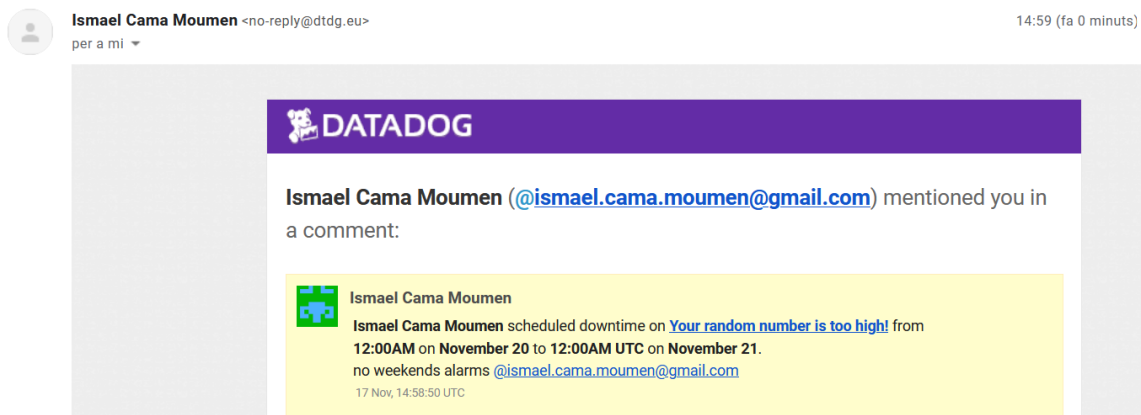 Ismael Cama Moumen <no-reply@dtdg.eu> 14:59 (fa 0 minuts)
per a mi
DATADOG
Ismael Cama Moumen (@ismael.cama.moumen@gmail.com) mentioned you in
a comment:
Ismael Cama Moumen
Ismael Cama Moumen scheduled downtime on Your random number is too high! from
12:00AM on November 20 to 12:00AM UTC on November 21.
no weekends alarms @ismael.cama.moumen@gmail.com
17 Nov, 14:58:50 UTC